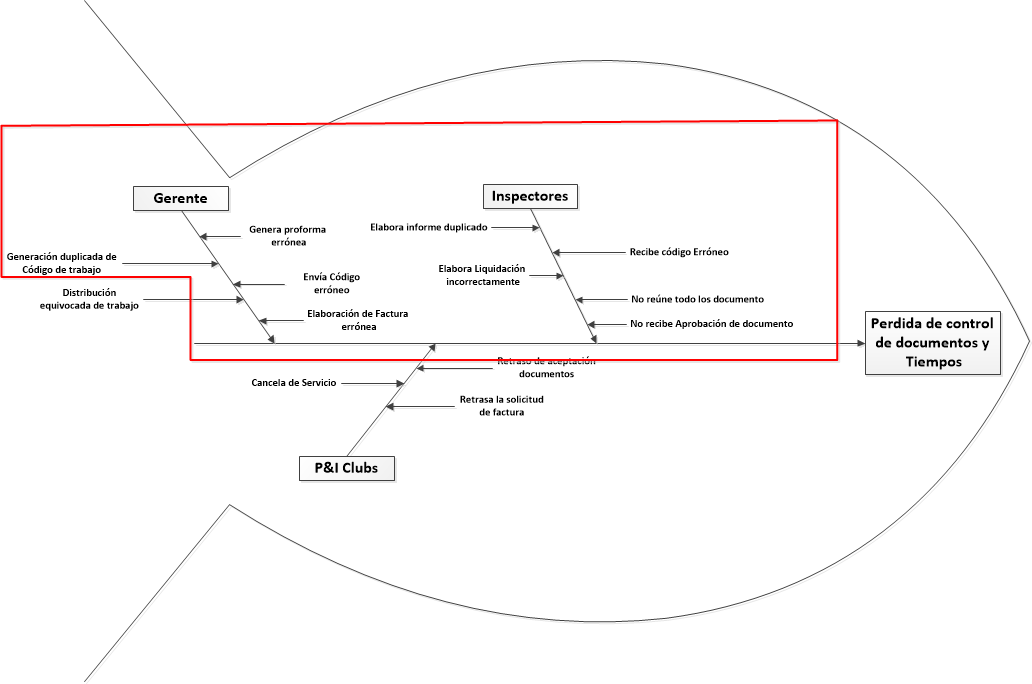 Gerente
Genera proforma
errónea
Generación duplicada de
Código de trabajo
Envía Código
erróneo
Distribución
equivocada de trabajo
Elaboración de Factura
errónea
Inspectores
Elabora informe duplicado
Recibe código Erróneo
Elabora Liquidación
incorrectamente
No reúne todo los documento
No recibe Aprobación de documento
Perdida de control
de documentos y
Tiempos
Retraso de aceptación
documentos
Cancela de Servicio
Retrasa la solicitud
de factura
P&I Clubs